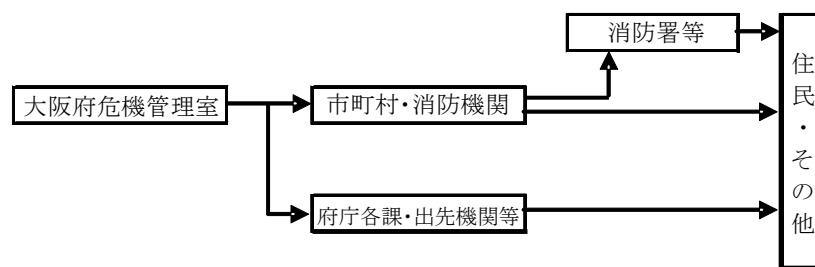 消防署等
大阪府危機管理室
市町村・消防機関
府庁各課・出先機関等
住民・その他